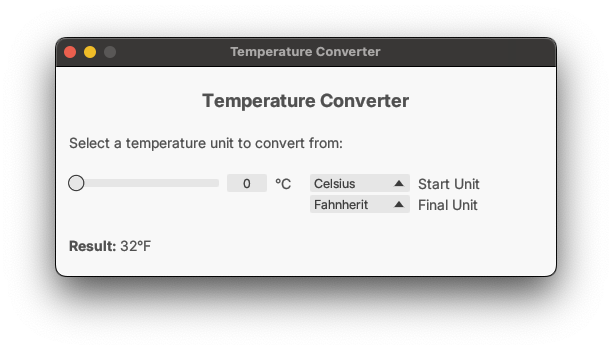 Temperature Converter
Temperature Converter
Select a temperature unit to convert from:
0 °C Celsius Start Unit
Fahnherit Final Unit
Result: 32°F